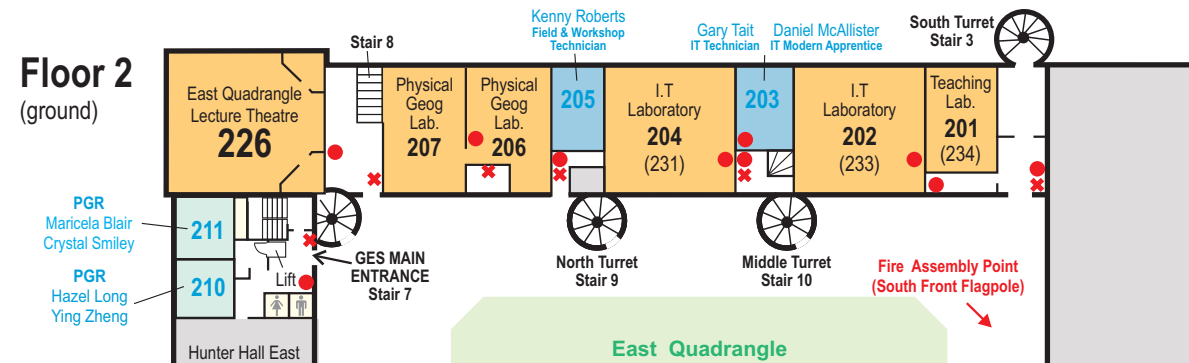 Floor 2
(ground)
Stair 8
Kenny Roberts
Field & Workshop
Technician
Gary Tait
IT Technician
Daniel McAllister
IT Modern Apprentice
South Turret
Stair 3
East Quadrangle
Lecture Theatre
226
Physical
Geog
Lab.
207
Physical
Geog
Lab.
206
205
I.T
Laboratory
204
(231)
203
I.T
Laboratory
202
(233)
Teaching
Lab.
201
(234)
PGR
Maricela Blair
Crystal Smiley
211
PGR
Hazel Long
Ying Zheng
210
Lift
GES MAIN
ENTRANCE
Stair 7
North Turret
Stair 9
Middle Turret
Stair 10
Fire Assembly Point
(South Front Flagpole)
Hunter Hall East
East Quadrangle